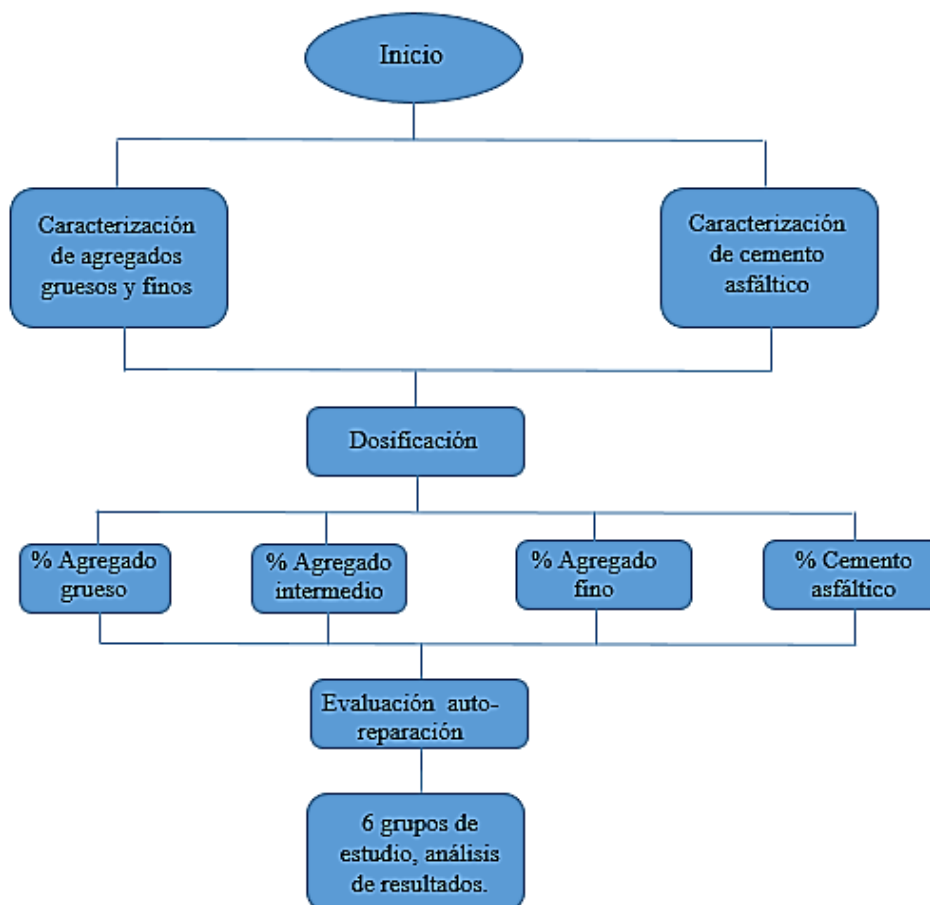 Inicio
Caracterización
de agregados
gruesos y finos
Caracterización
de cemento
asfáltico
Dosificación
% Agregado
grueso
% Agregado
intermedio
% Agregado
fino
% Cemento
asfáltico
Evaluación auto-
reparación
6 grupos de
estudio, análisis
de resultados.